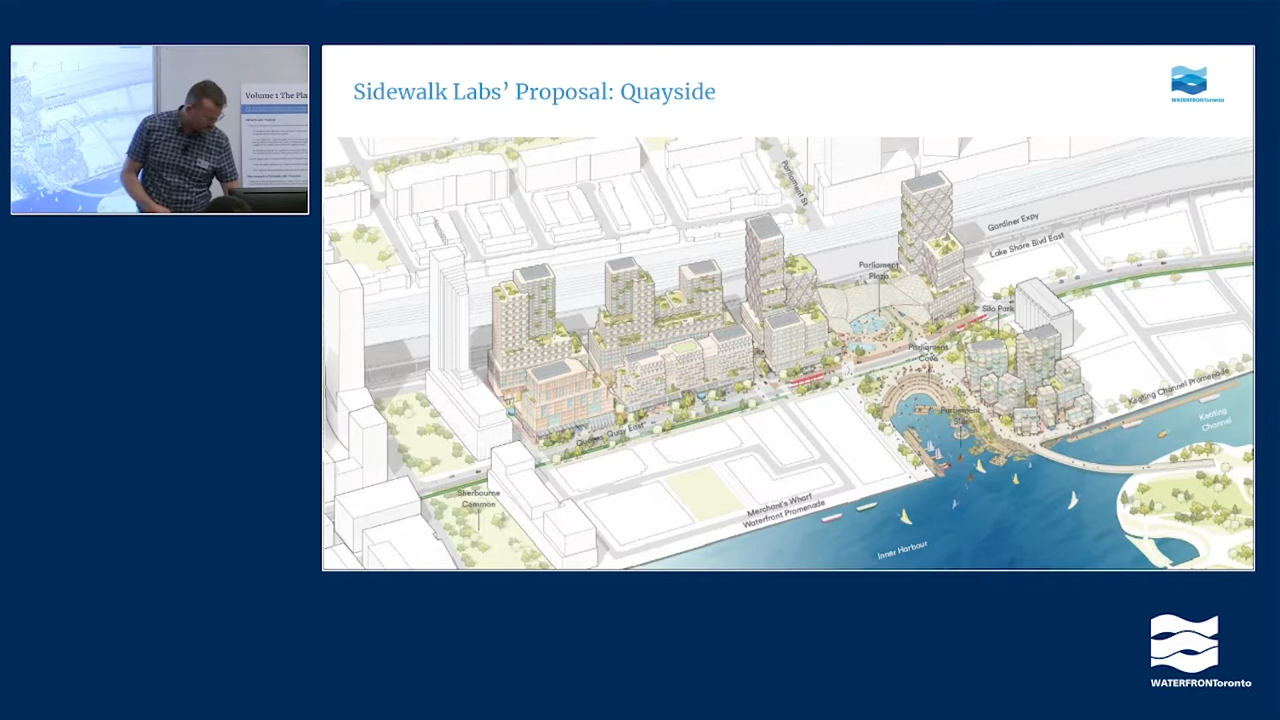 Volume 1 The Pla
Sidewalk Labs’ Proposal: Quayside
WATERFRONToronto
Parliament St
Gardiner Expy
Lake Shore Blvd East
Parliament
Plaza
Silo Park
Parliament
Cove
Parliament
Queens Quay East
Keating Channel Promenade
Keating
Channel
Sherbourne
Common
Merchant's Wharf
Waterfront Promenade
Inner Harbour
WATERFRONToronto